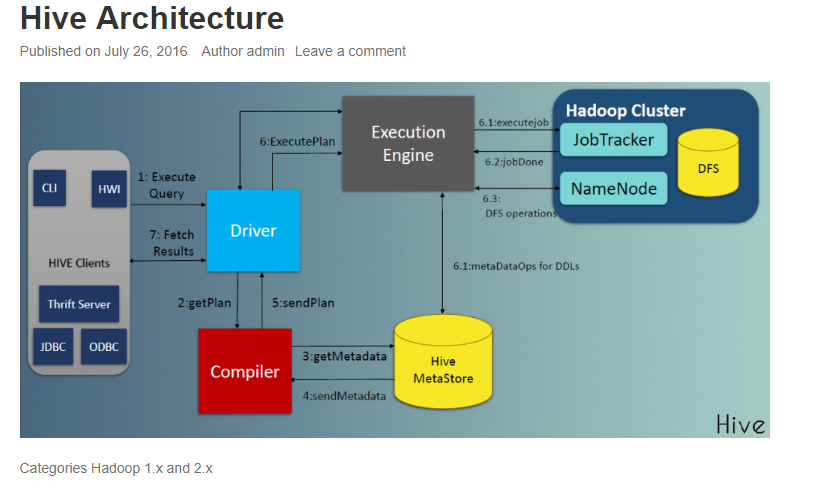 Hive Architecture
Published on July 26, 2016 Author admin Leave a comment
Hadoop Cluster
JobTracker
NameNode
DFS
Execution
Engine
6.1:executejob
6.2:jobDone
6.3:
DFS operations
6:ExecutePlan
CLI
HWI
HIVE Clients
Thrift Server
JDBC
ODBC
1: Execute
Query
7: Fetch
Results
Driver
2:getPlan
5:sendPlan
6.1:metaDataOps for DDLs
Compiler
3:getMetadata
4:sendMetadata
Hive
MetaStore
Hive
Categories Hadoop 1.x and 2.x